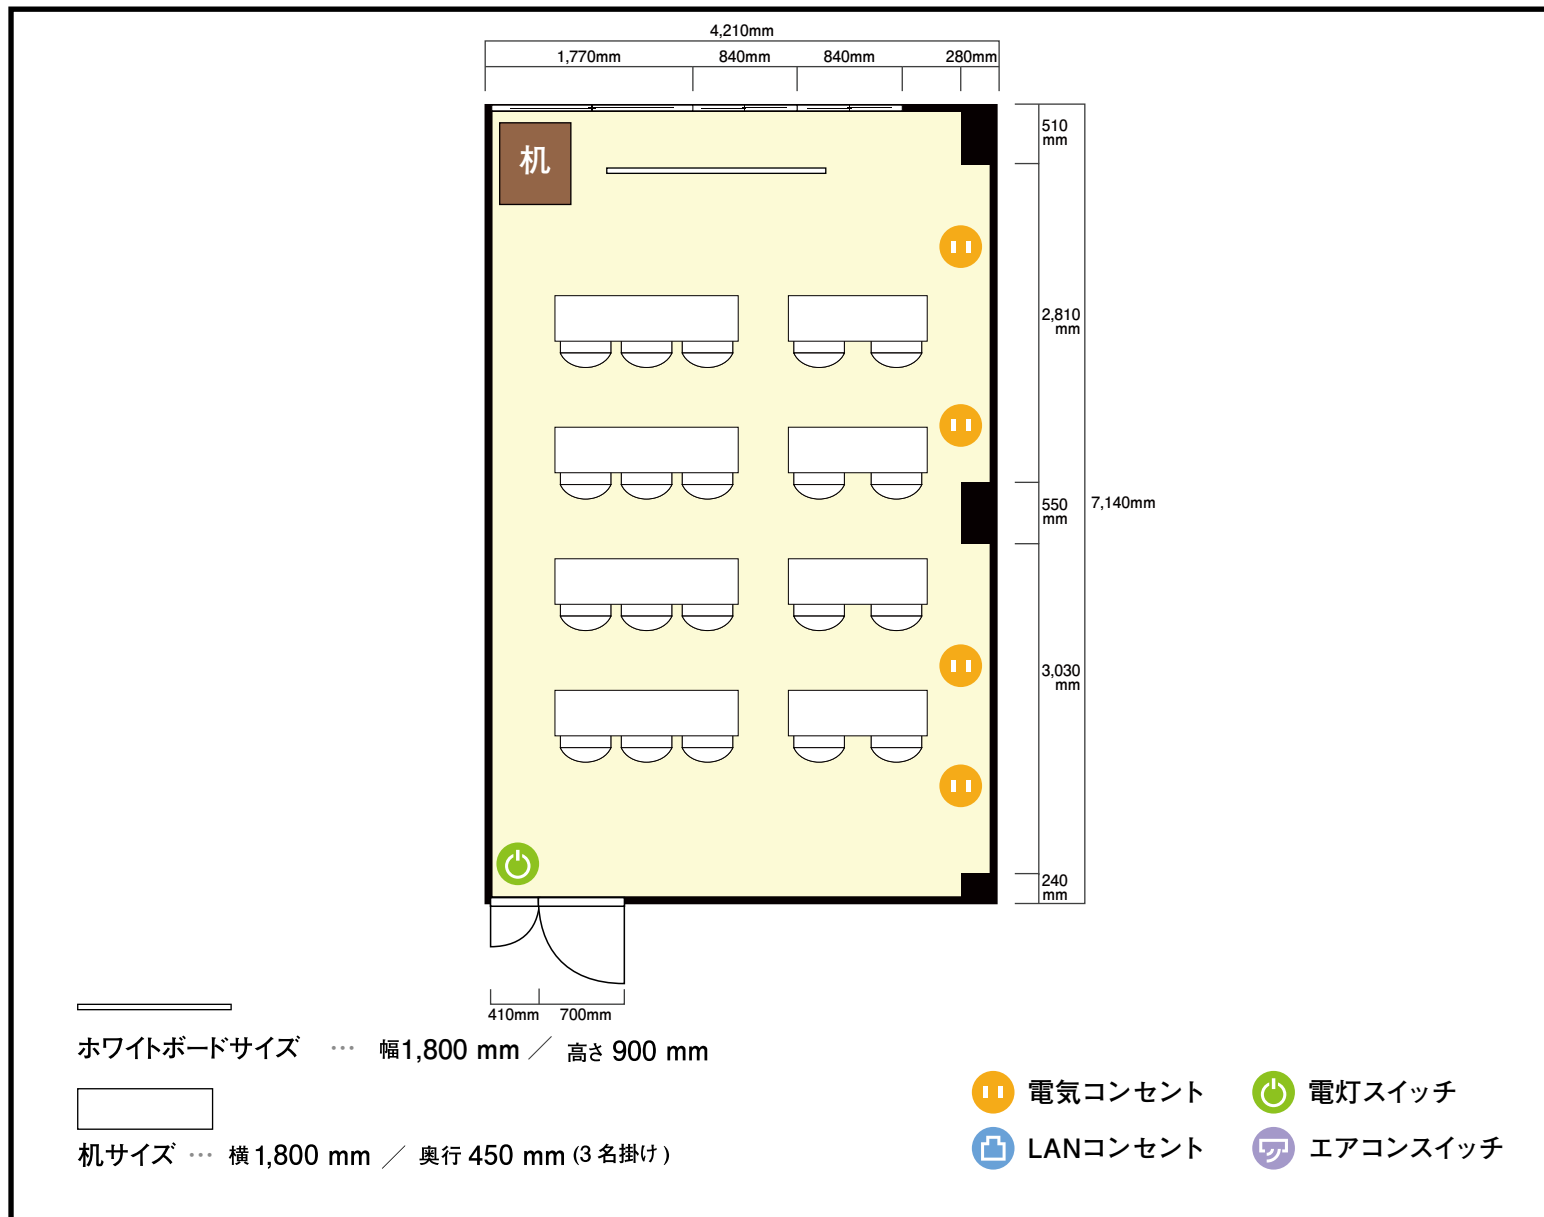 4,210mm
1,770mm 840mm 840mm 280mm
机
510
mm
2,810
mm
550
mm
7,140mm
3,030
mm
240
mm
410mm 700mm
ホワイトボードサイズ … 幅1,800 mm ／ 高さ 900 mm
机サイズ … 横1,800 mm ／ 奥行 450 mm (3 名掛け)
電気コンセント
電灯スイッチ
LANコンセント
エアコンスイッチ